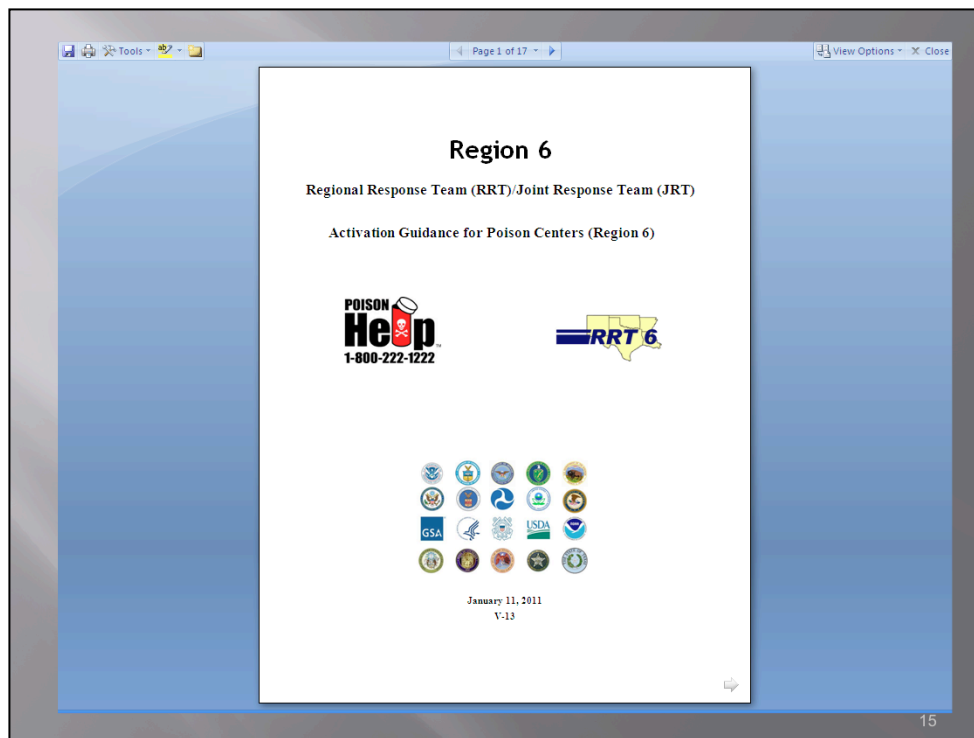 Tools
Page 1 of 17
View Options
Close
Region 6
Regional Response Team (RRT)/Joint Response Team (JRT)
Activation Guidance for Poison Centers (Region 6)
POISON
Help
1-800-222-1222
RRT 6
GSA
USDA
January 11, 2011
V-13
15